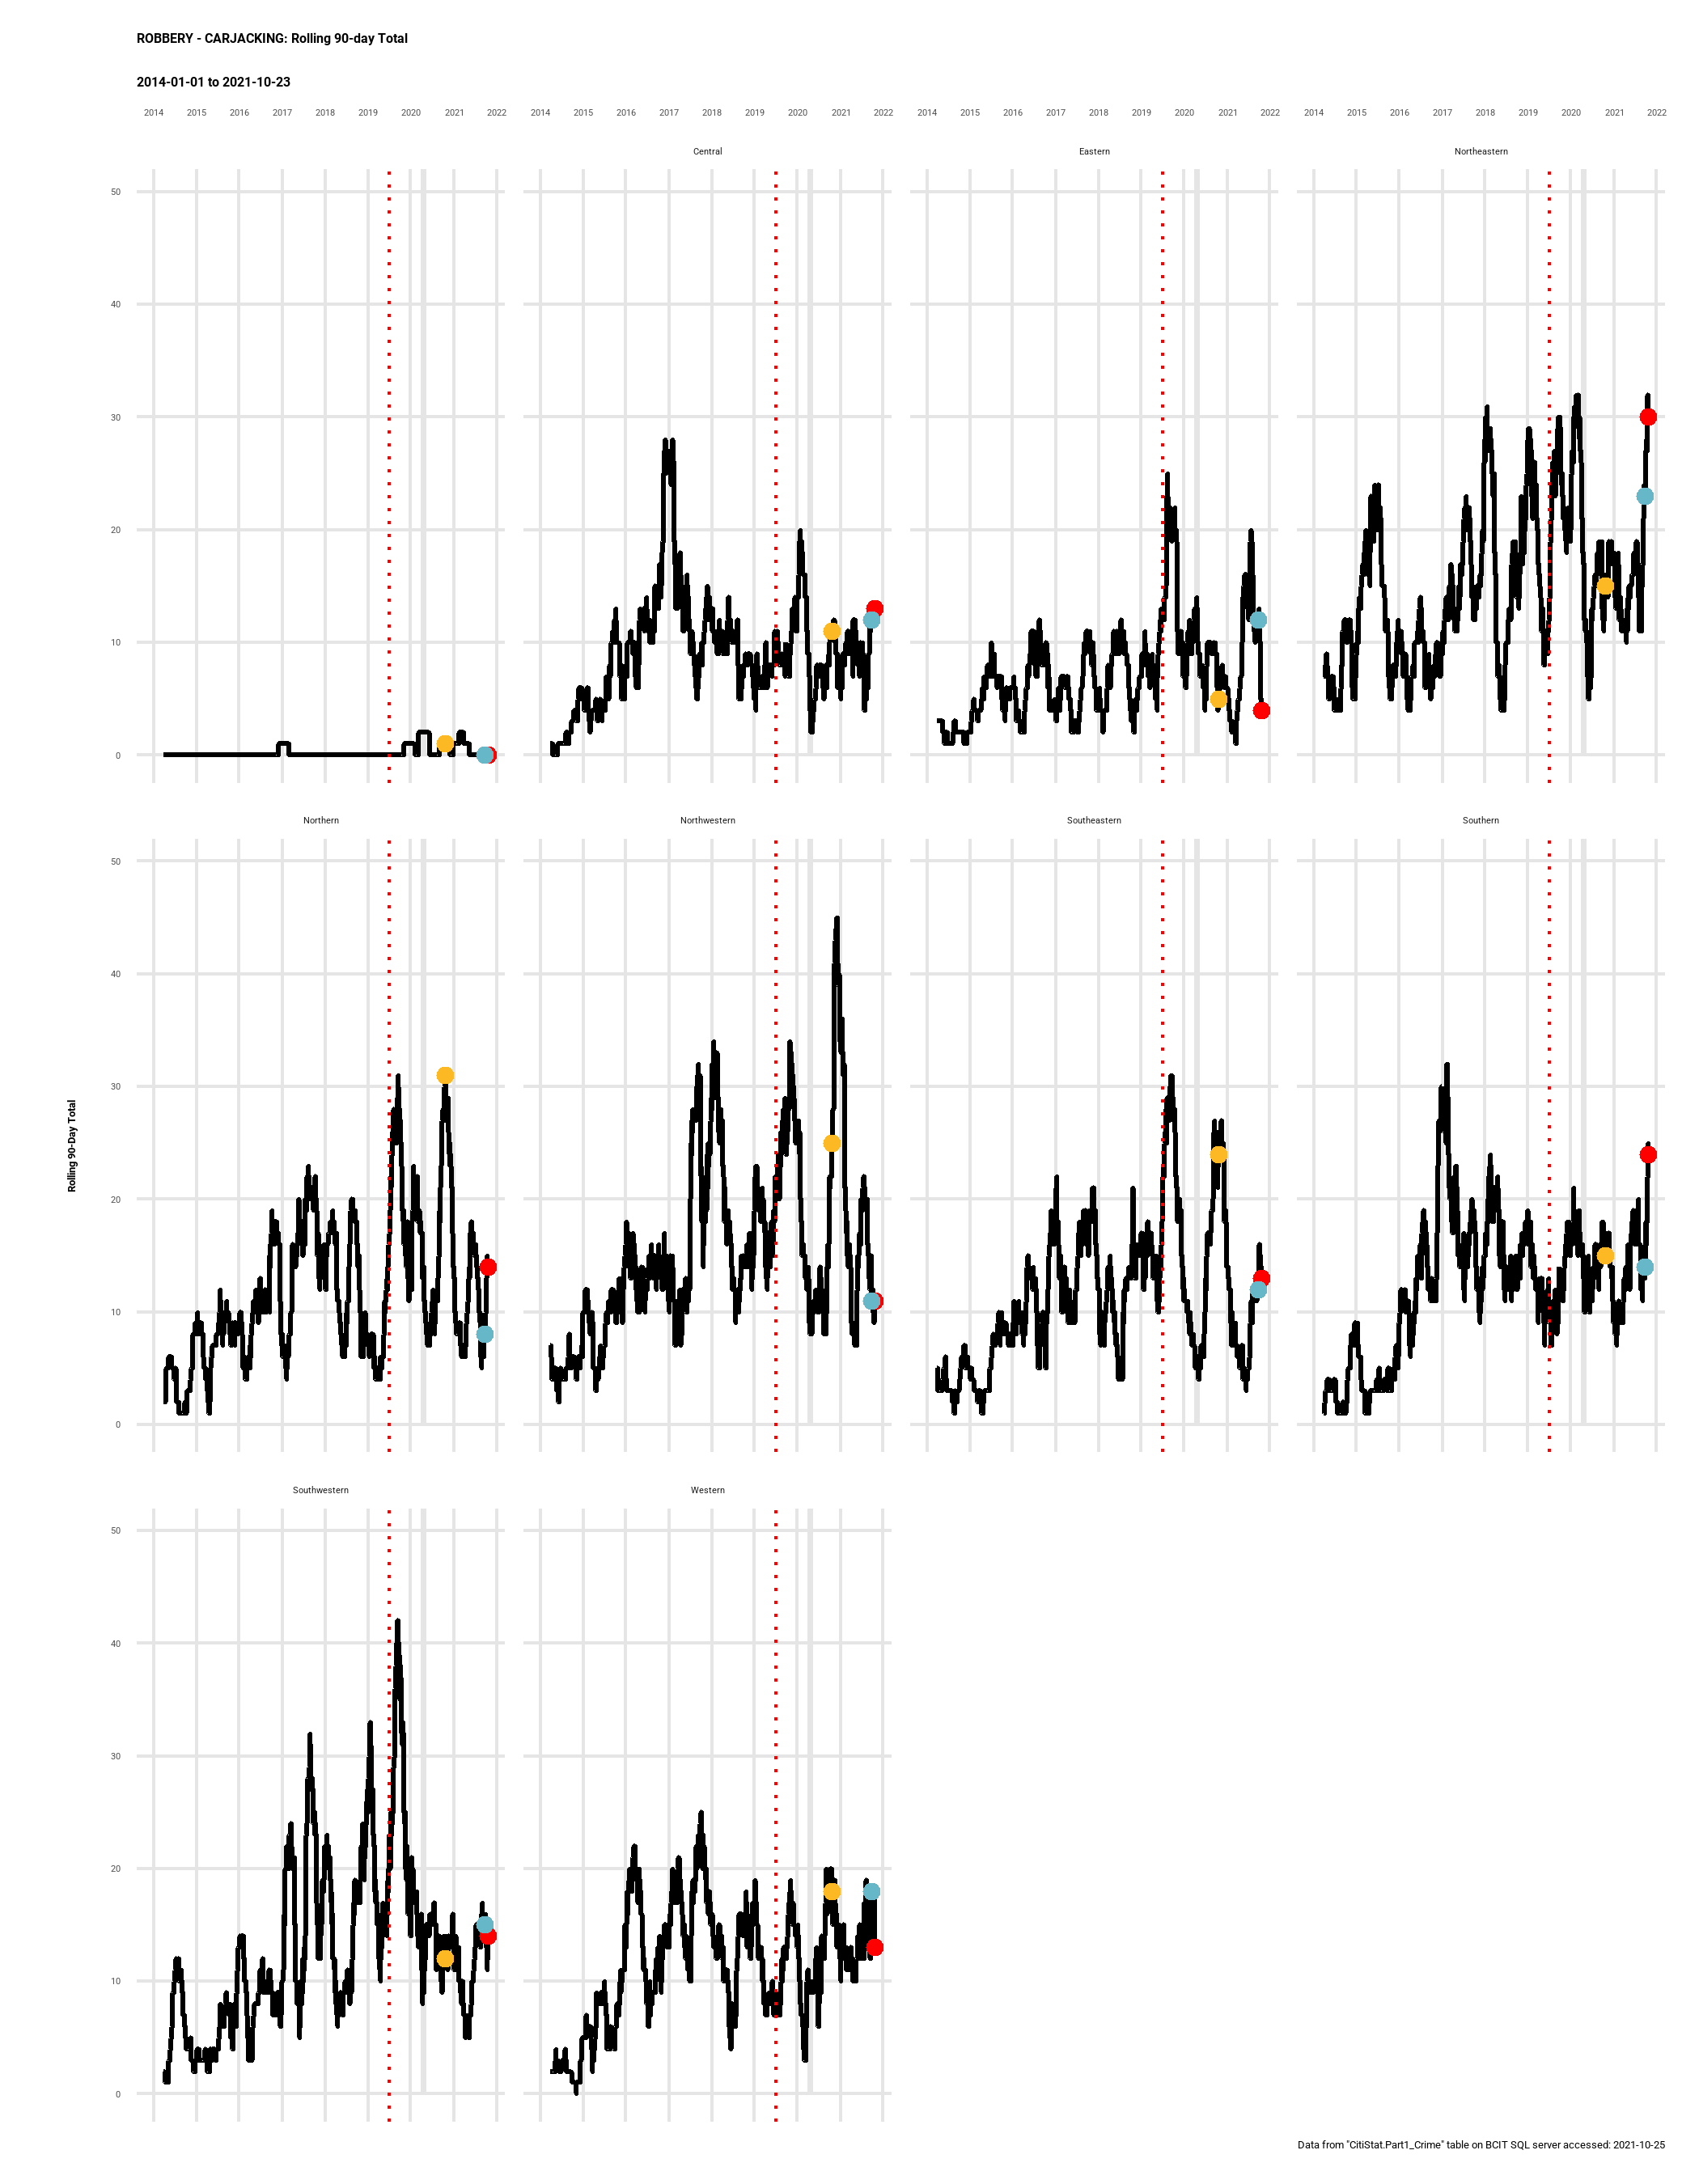 ROBBERY - CARJACKING: Rolling 90-day Total
2014-01-01 to 2021-10-23
2014 2015 2016 2017 2018 2019 2020 2021 2022 2014 2015 2016 2017 2018 2019 2020 2021 2022 2014 2015 2016 2017 2018 2019 2020 2021 2022 2014 2015 2016 2017 2018 2019 2020 2021 2022
Central Eastern Northeastern
50
40
30
20
10
0
Northern Northwestern Southeastern Southern
50
40
30
20
10
0
Rolling 90-Day Total
Southwestern Western
50
40
30
20
10
0
Data from "CitiStat.Part1_Crime" table on BCIT SQL server accessed: 2021-10-25